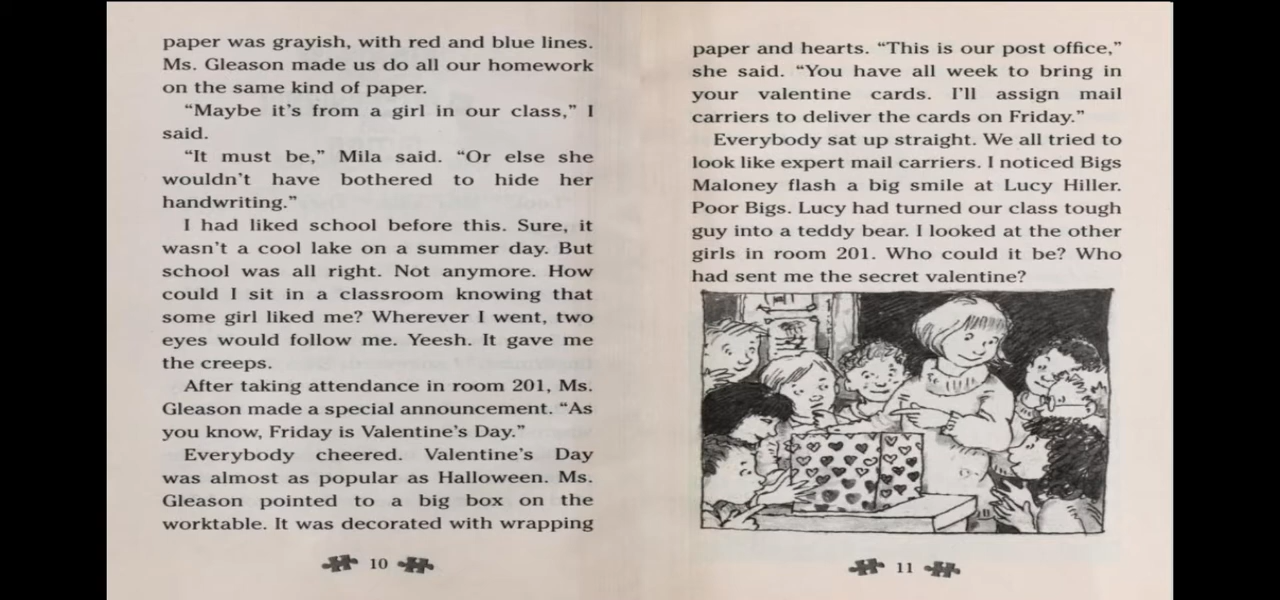 paper was grayish, with red and blue lines.
Ms. Gleason made us do all our homework
on the same kind of paper.
“Maybe it’s from a girl in our class,” I
said.
“It must be,” Mila said. “Or else she
wouldn’t have bothered to hide her
handwriting.”
I had liked school before this. Sure, it
wasn’t a cool lake on a summer day. But
school was all right. Not anymore. How
could I sit in a classroom knowing that
some girl liked me? Wherever I went, two
eyes would follow me. Yeesh. It gave me
the creeps.
After taking attendance in room 201, Ms.
Gleason made a special announcement. “As
you know, Friday is Valentine’s Day.”
Everybody cheered. Valentine’s Day
was almost as popular as Halloween. Ms.
Gleason pointed to a big box on the
worktable. It was decorated with wrapping
10
paper and hearts. “This is our post office,”
she said. “You have all week to bring in
your valentine cards. I’ll assign mail
carriers to deliver the cards on Friday.”
Everybody sat up straight. We all tried to
look like expert mail carriers. I noticed Bigs
Maloney flash a big smile at Lucy Hiller.
Poor Bigs. Lucy had turned our class tough
guy into a teddy bear. I looked at the other
girls in room 201. Who could it be? Who
had sent me the secret valentine?
11